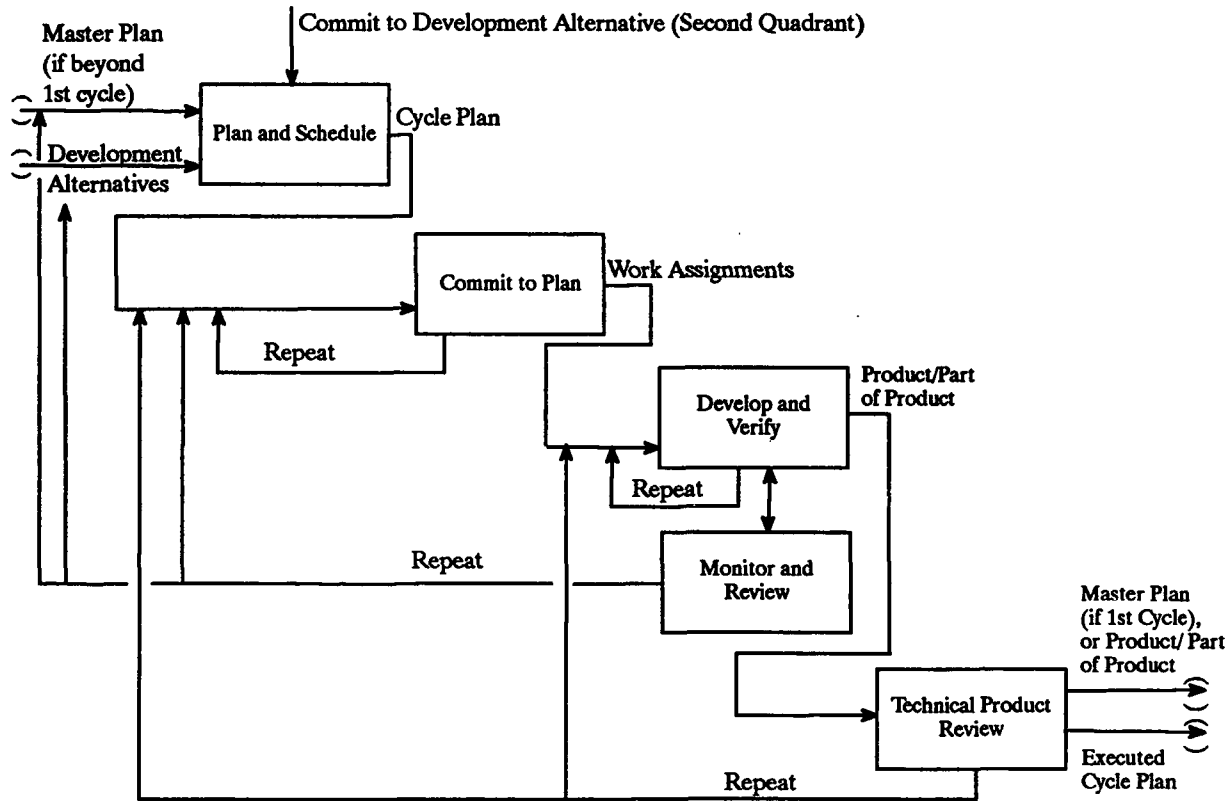 Commit to Development Alternative (Second Quadrant)
Master Plan
(if beyond
1st cycle)
Plan and Schedule
Cycle Plan
Development
Alternatives
Commit to Plan
Work Assignments
Repeat
Product/Part
of Product
Develop and
Verify
Repeat
Repeat
Monitor and
Review
Master Plan
(if 1st Cycle),
or Product/ Part
of Product
Technical Product
Review
Executed
Cycle Plan
Repeat